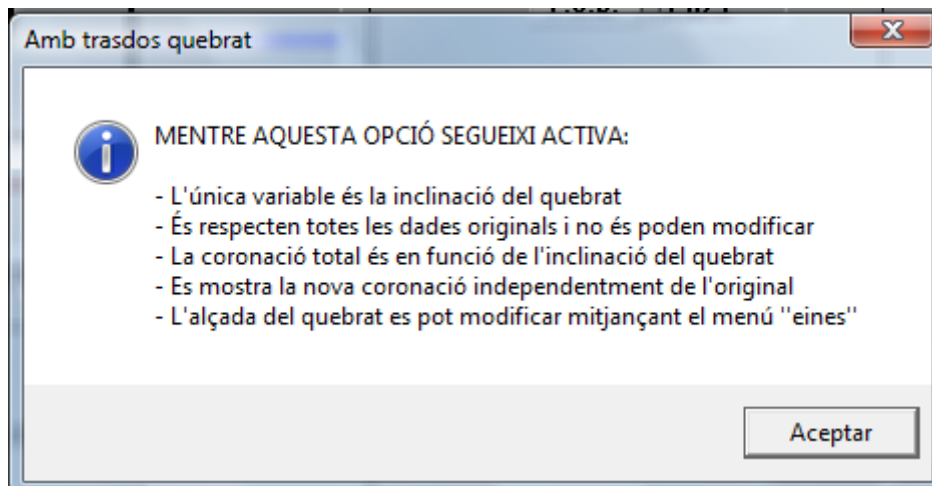 Amb trasdos quebrat
MENTRE AQUESTA OPCIÓ SEGUEIXI ACTIVA:
- L'única variable és la inclinació del quebrat
- És respecten totes les dades originals i no és poden modificar
- La coronació total és en funció de l'inclinació del quebrat
- Es mostra la nova coronació independentment de l'original
- L'alçada del quebrat es pot modificar mitjançant el menú ''eines''
Aceptar